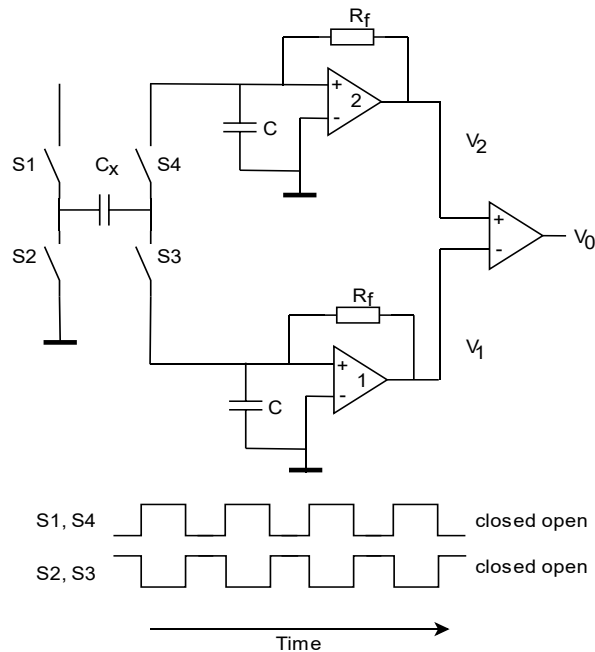 Rf
+
2
-
C
S1
Cx
S4
V2
S2
S3
+
-
V0
Rf
V1
+
1
-
C
S1, S4
closed open
S2, S3
closed open
Time